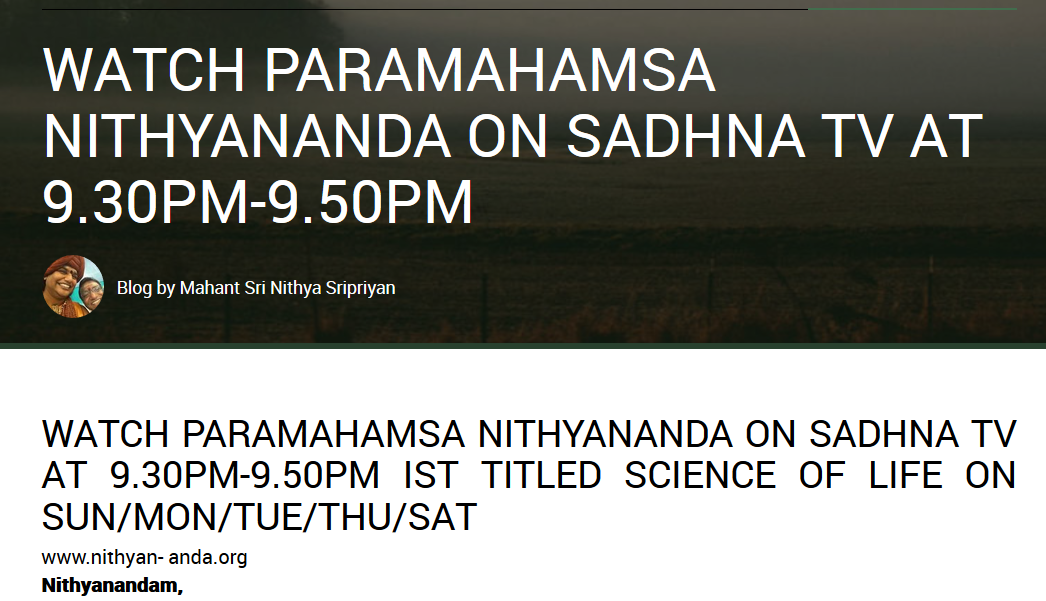 WATCH PARAMAHAMSA
NITHYANANDA ON SADHNA TV AT
9.30PM-9.50PM
Blog by Mahant Sri Nithya Sripriyan
WATCH PARAMAHAMSA NITHYANANDA ON SADHNA TV
AT 9.30PM-9.50PM IST TITLED SCIENCE OF LIFE ON
SUN/MON/TUE/THU/SAT
www.nithyan- anda.org
Nithyanandam,